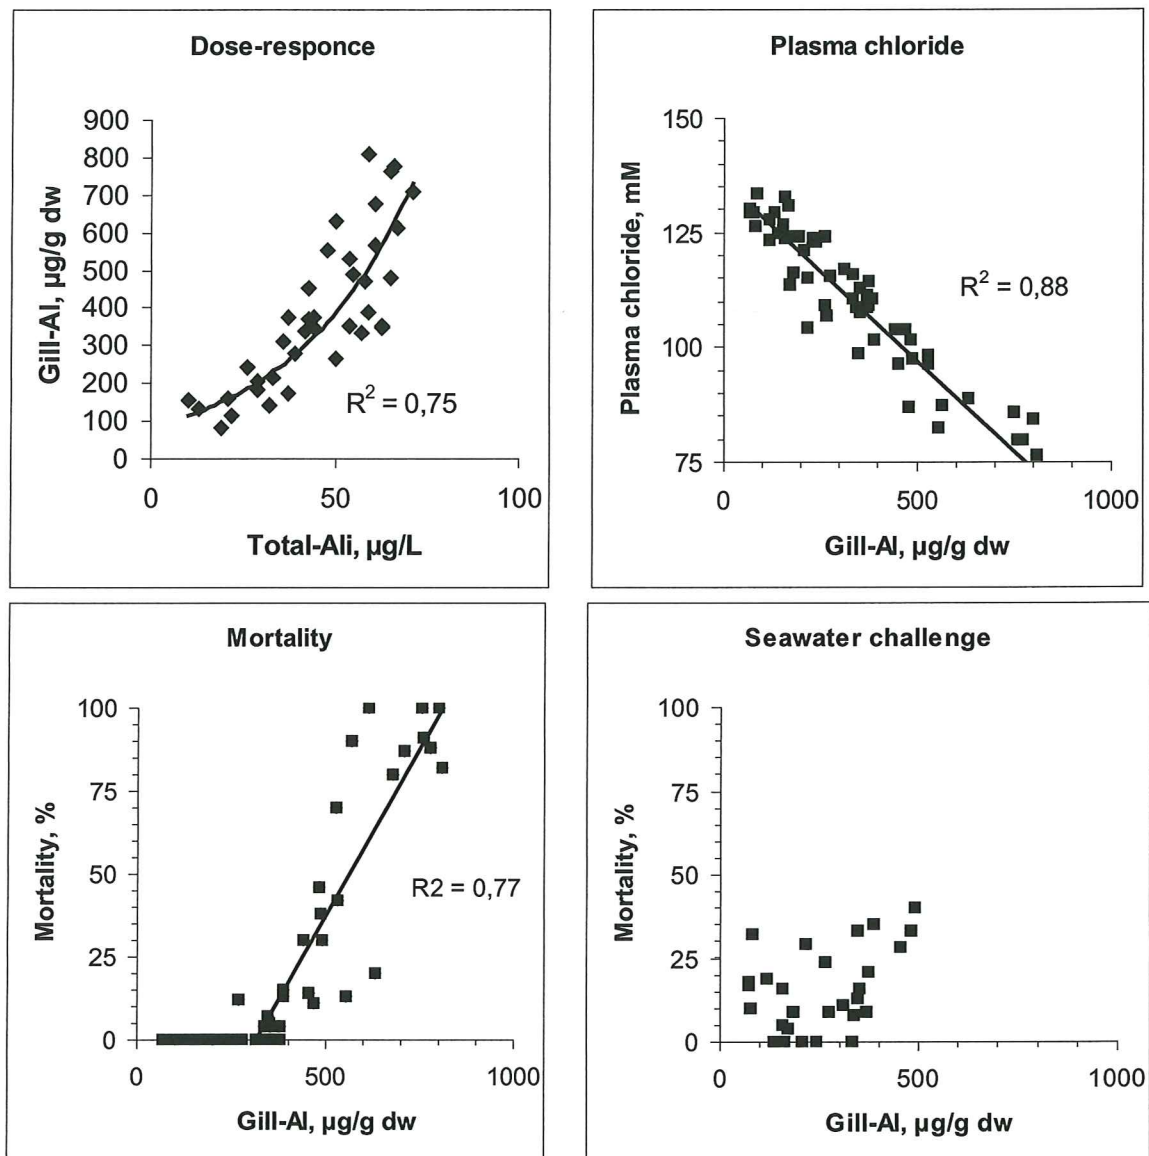 Dose-responce
900
800
700
600
500
400
300
200
100
0
Gill-Al, µg/g dw
R² = 0,75
0 50 100
Total-Ali, µg/L
Plasma chloride
150
125
100
75
Plasma chloride, mM
R² = 0,88
0 500 1000
Gill-Al, µg/g dw
Mortality
100
75
50
25
0
Mortality, %
R2 = 0,77
0 500 1000
Gill-Al, µg/g dw
Seawater challenge
100
75
50
25
0
Mortality, %
0 500 1000
Gill-Al, µg/g dw